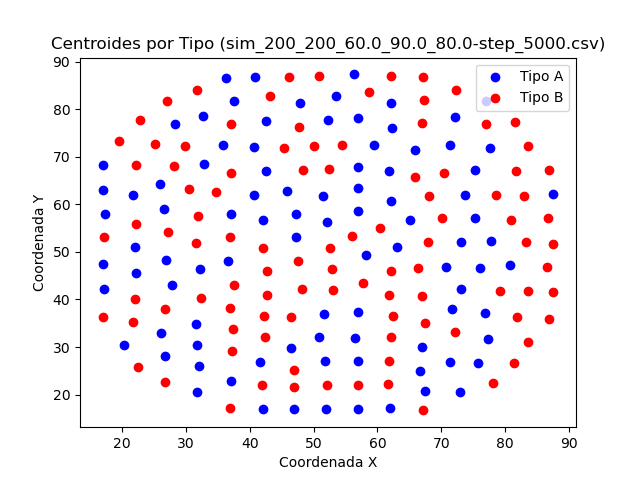 Centroides por Tipo (sim_200_200_60.0_90.0_80.0-step_5000.csv)
Tipo A
Tipo B
90
80
70
60
50
40
30
20
Coordenada Y
20 30 40 50 60 70 80 90
Coordenada X